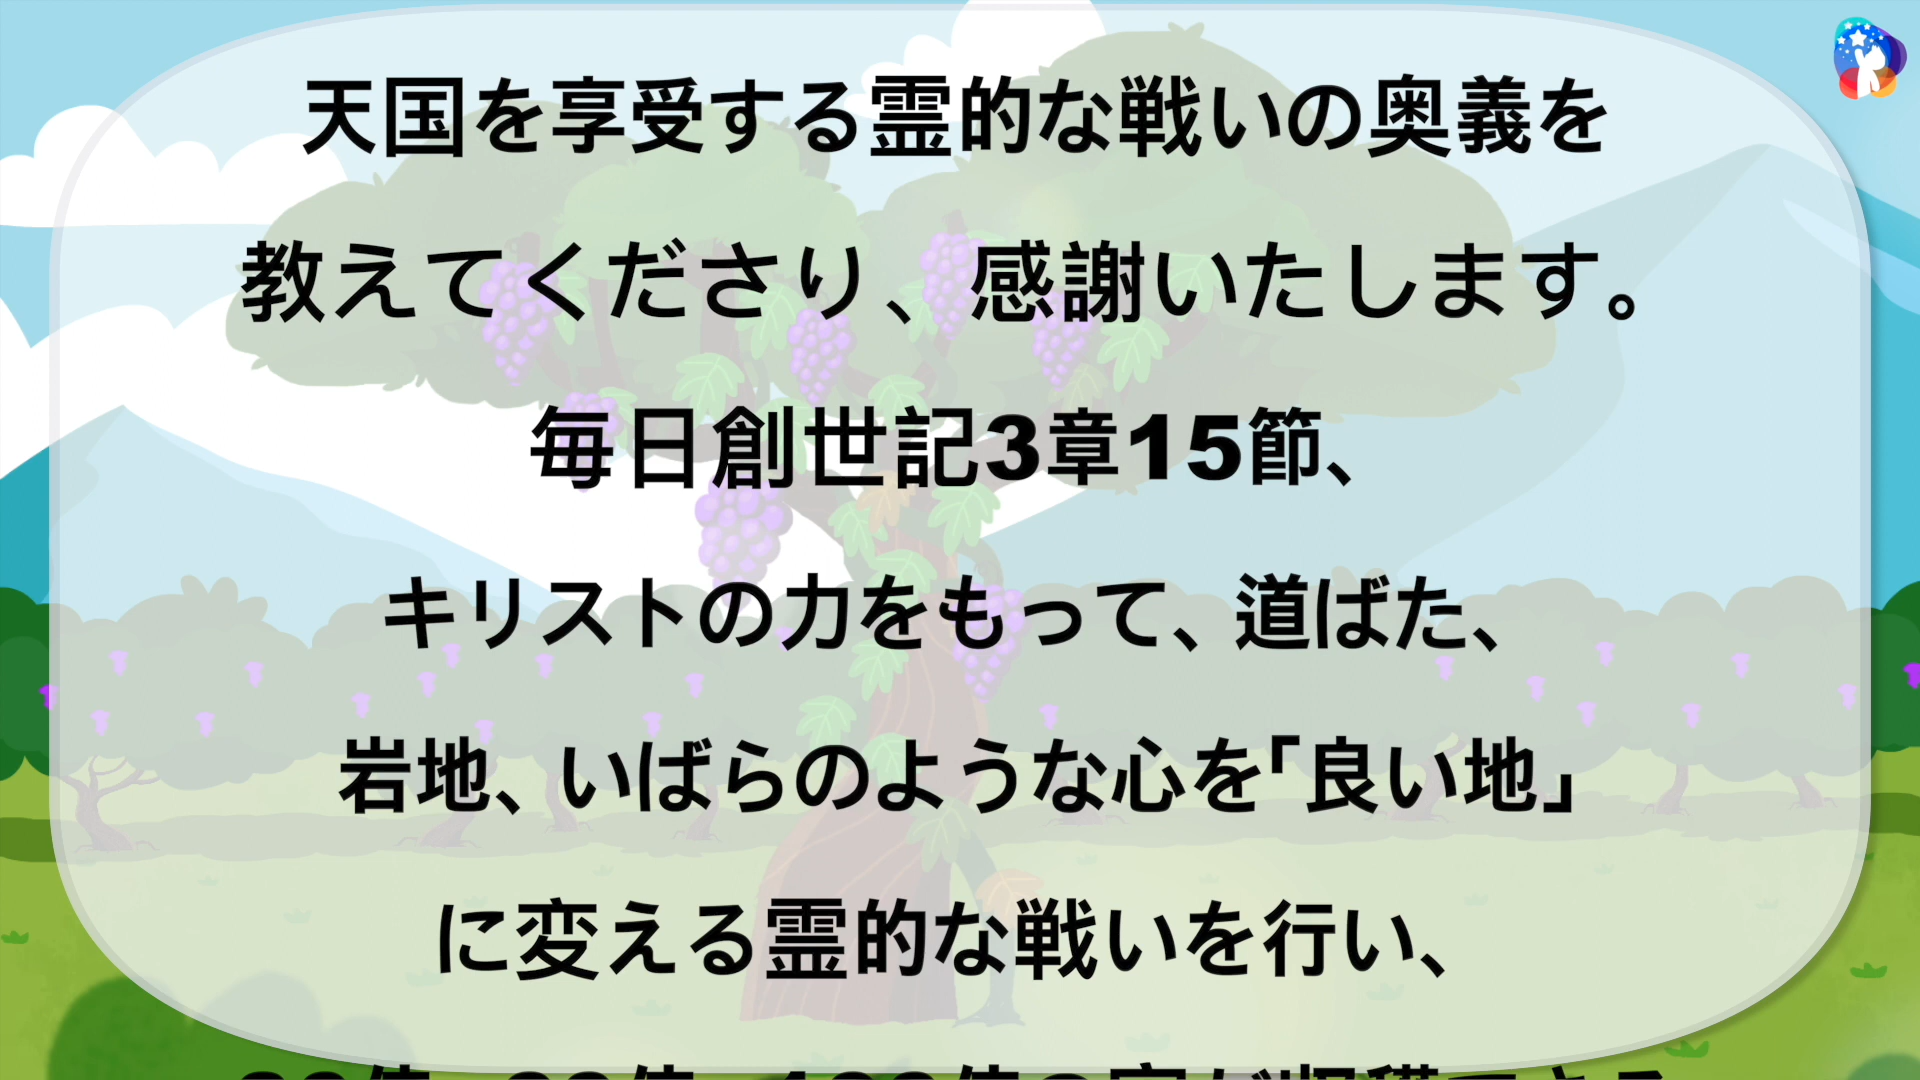 天国を享受する霊的な戦いの奥義を
教えてくださり、感謝いたします。
毎日創世記3章15節、
キリストの力をもって、道ばた、
岩地、いばらのような心を「良い地」
に変える霊的な戦いを行い、